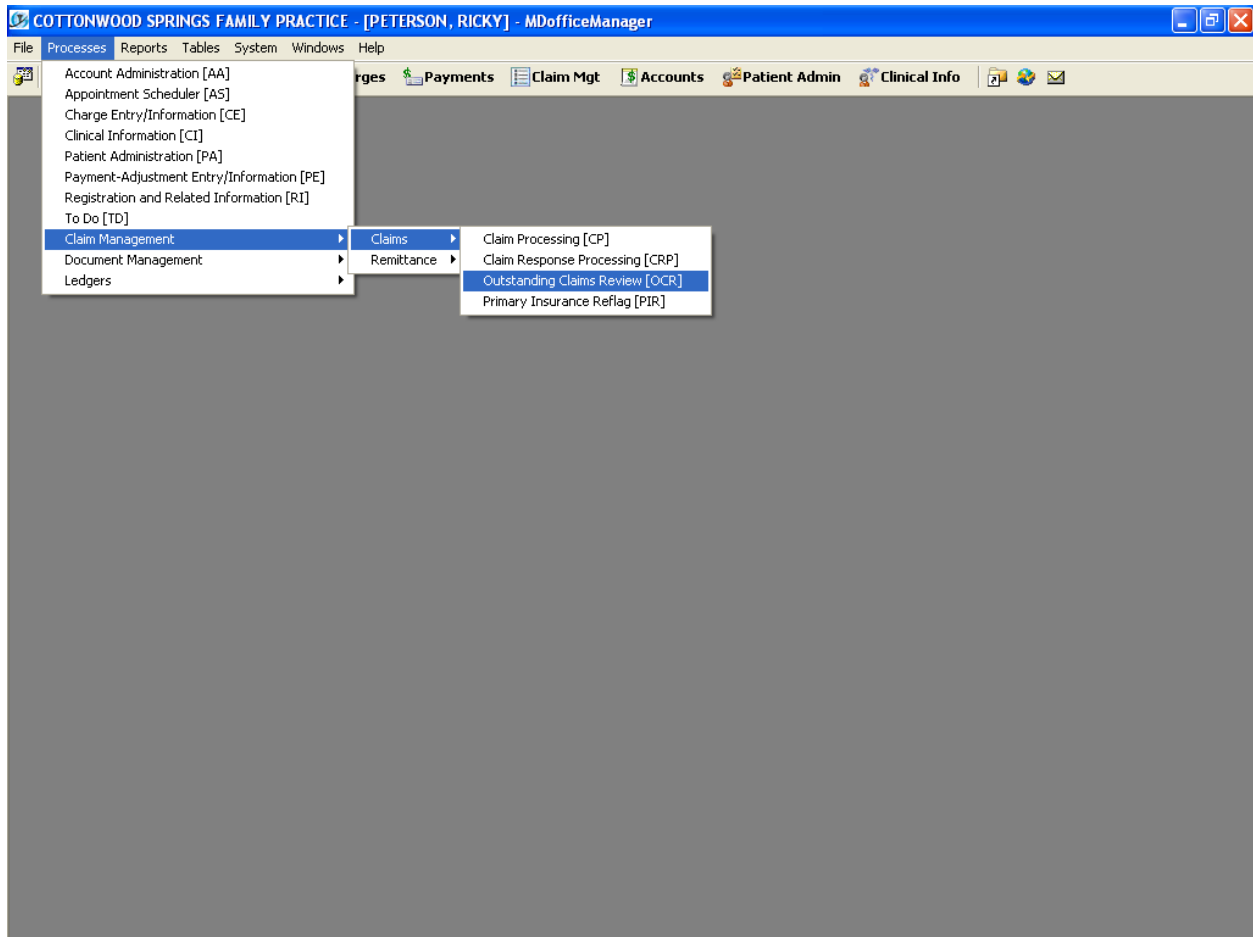 COTTONWOOD SPRINGS FAMILY PRACTICE - [PETERSON, RICKY] - MDofficeManager
File Processes Reports Tables System Windows Help
rges Payments Claim Mgt Accounts Patient Admin Clinical Info
Account Administration [AA]
Appointment Scheduler [AS]
Charge Entry/Information [CE]
Clinical Information [CI]
Patient Administration [PA]
Payment-Adjustment Entry/Information [PE]
Registration and Related Information [RI]
To Do [TD]
Claim Management
Document Management
Ledgers
Claims
Remittance
Claim Processing [CP]
Claim Response Processing [CRP]
Outstanding Claims Review [OCR]
Primary Insurance Reflag [PIR]